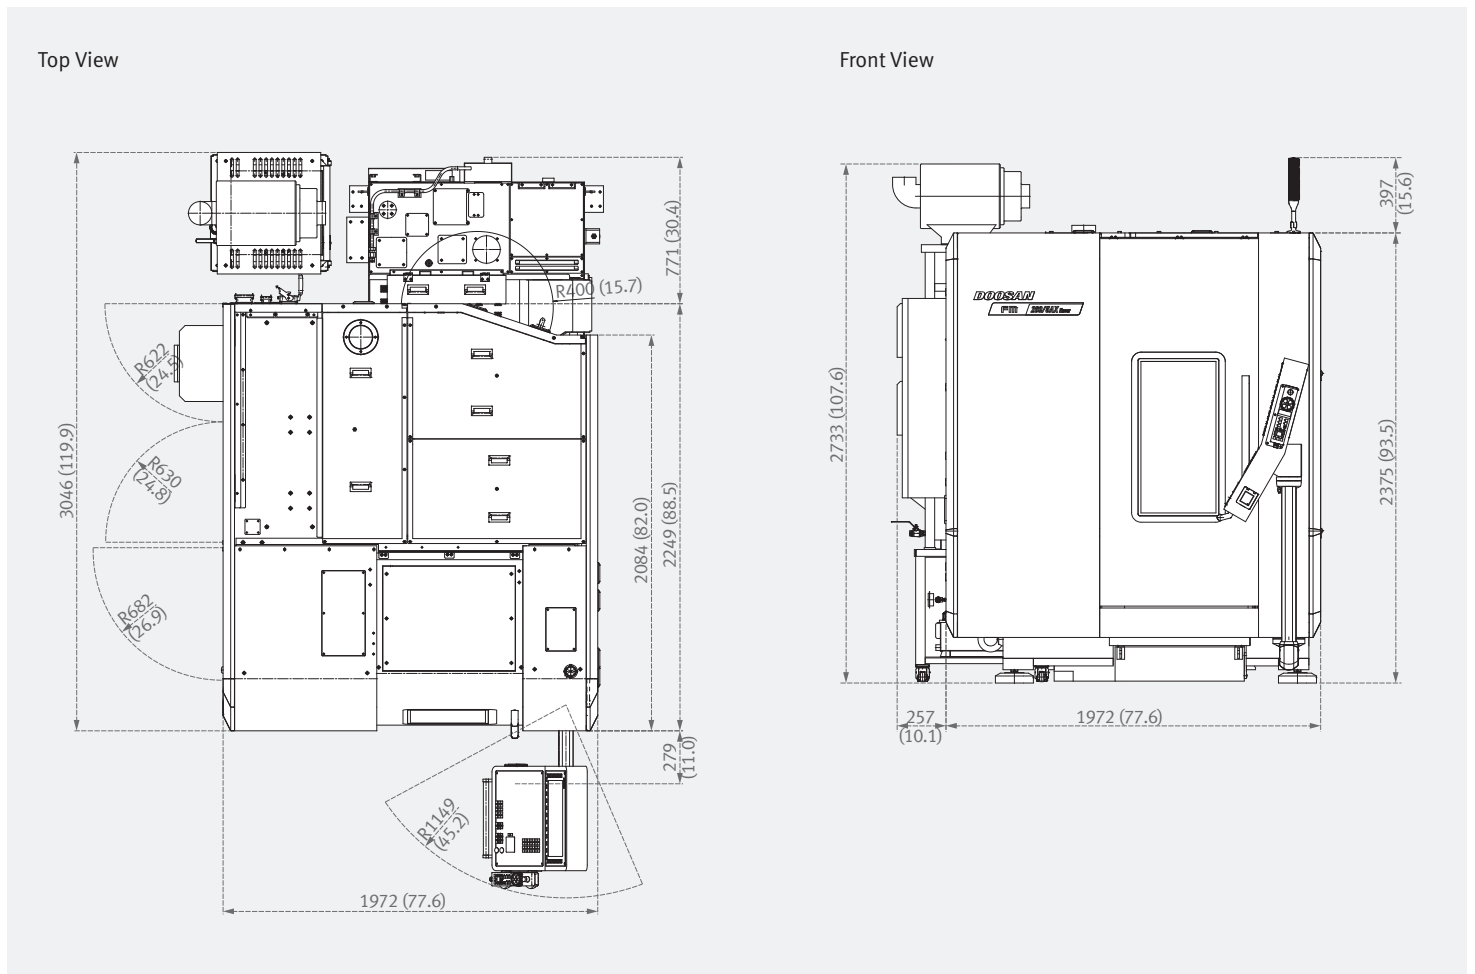 Top View
Front View
3046 (119.9)
R622
(24.5)
R630
(24.8)
R682
(26.9)
R400 (15.7)
771 (30.4)
2084 (82.0)
2249 (88.5)
279
(11.0)
R1149
(45.2)
1972 (77.6)
2733 (107.6)
397
(15.6)
2375 (93.5)
DOOSAN
257
(10.1)
1972 (77.6)